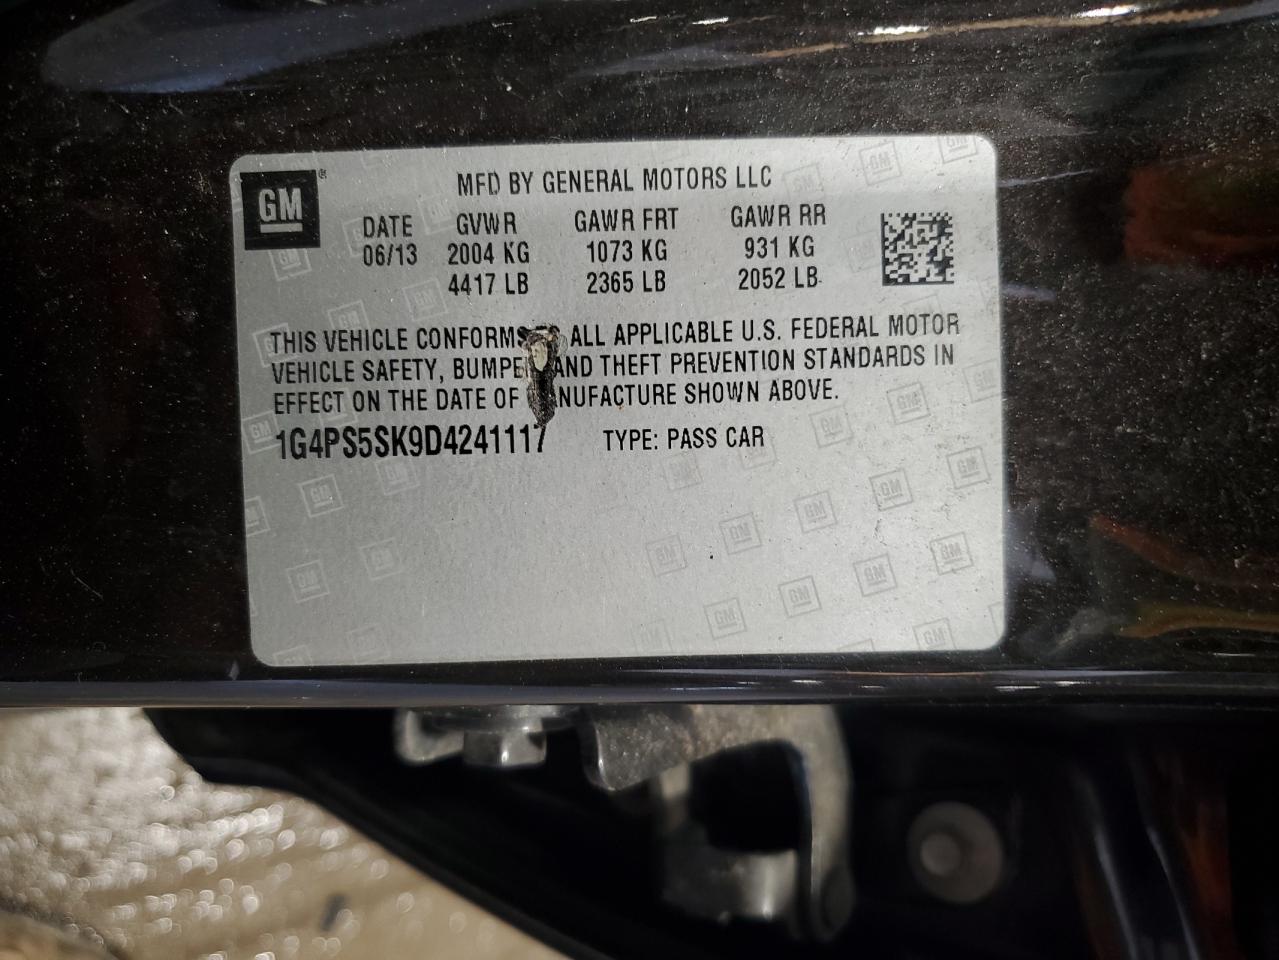 GM®
MFD BY GENERAL MOTORS LLC
DATE GVWR GAWR FRT GAWR RR
06/13 2004 KG 1073 KG 931 KG
4417 LB 2365 LB 2052 LB
THIS VEHICLE CONFORMS ALL APPLICABLE U.S. FEDERAL MOTOR
VEHICLE SAFETY, BUMPE AND THEFT PREVENTION STANDARDS IN
EFFECT ON THE DATE OF NUFACTURE SHOWN ABOVE.
1G4PS5SK9D4241117 TYPE: PASS CAR